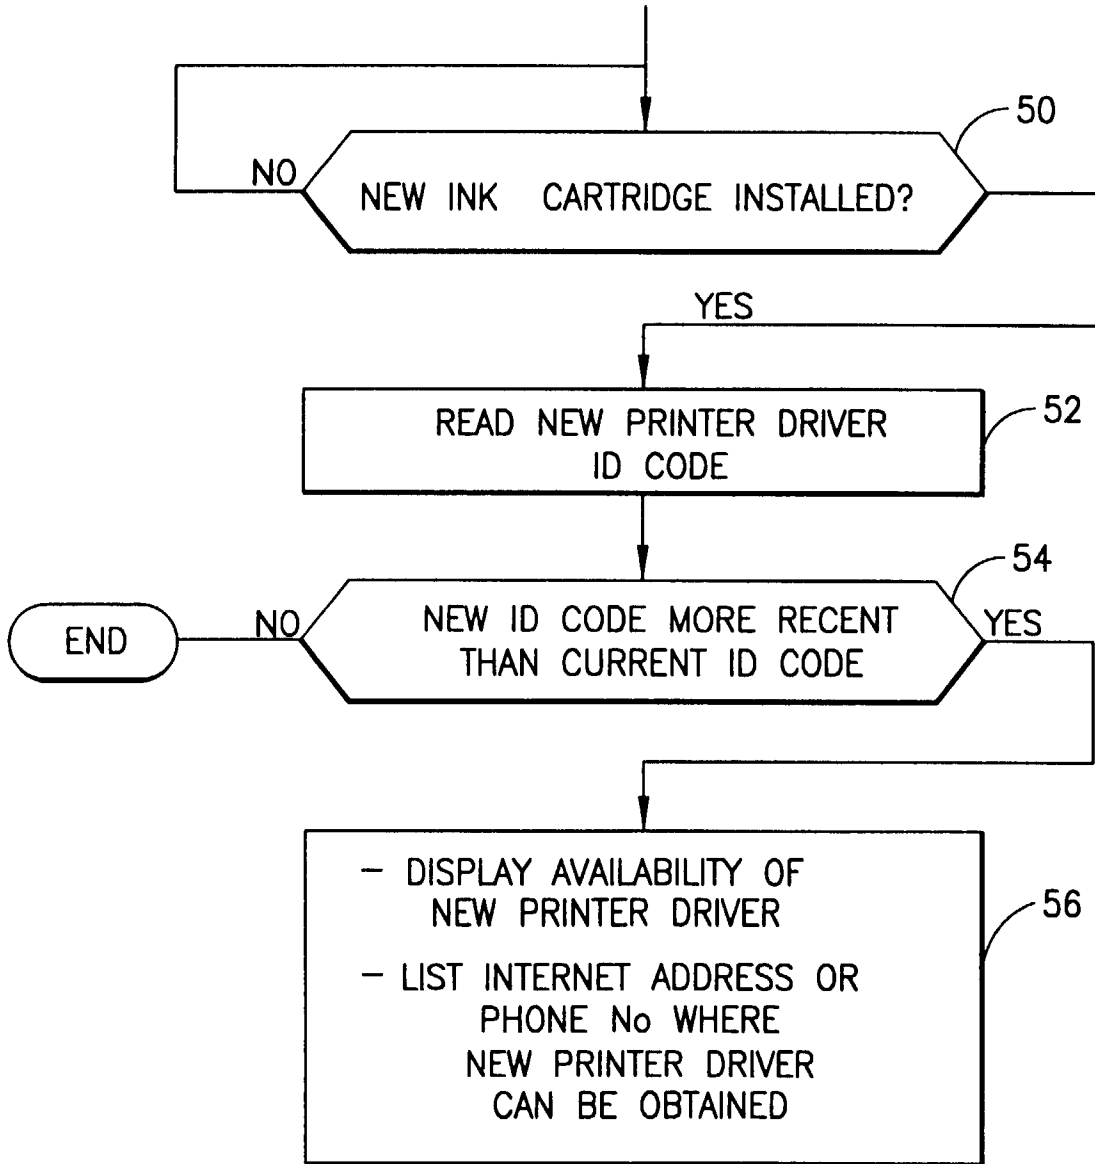 50
NO
NEW INK CARTRIDGE INSTALLED?
YES
READ NEW PRINTER DRIVER
ID CODE
52
54
END
NO
NEW ID CODE MORE RECENT
THAN CURRENT ID CODE
YES
- DISPLAY AVAILABILITY OF
NEW PRINTER DRIVER
- LIST INTERNET ADDRESS OR
PHONE No WHERE
NEW PRINTER DRIVER
CAN BE OBTAINED
56